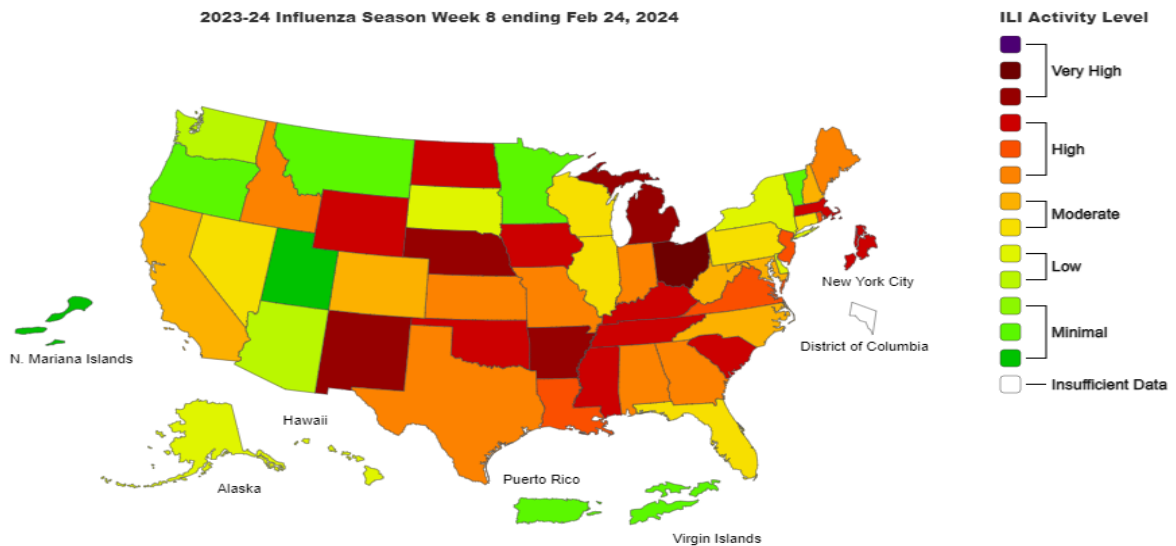 2023-24 Influenza Season Week 8 ending Feb 24, 2024
ILI Activity Level
Very High
High
Moderate
Low
Minimal
Insufficient Data
New York City
District of Columbia
N. Mariana Islands
Hawaii
Alaska
Puerto Rico
Virgin Islands